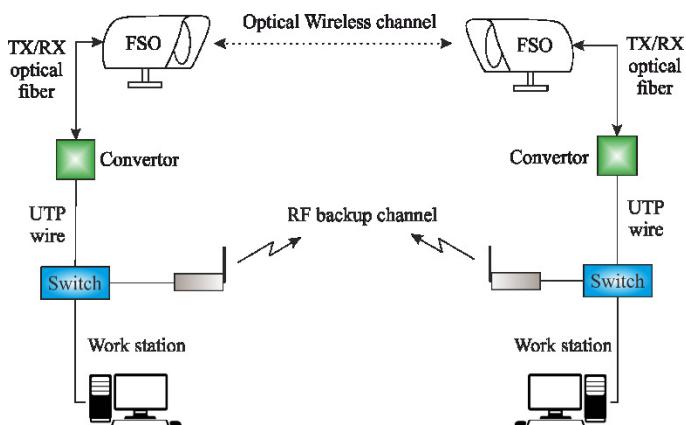 FSO
Optical Wireless channel
FSO
TX/RX
optical
fiber
TX/RX
optical
fiber
Convertor
Convertor
UTP
wire
UTP
wire
RF backup channel
Switch
Switch
Work station
Work station